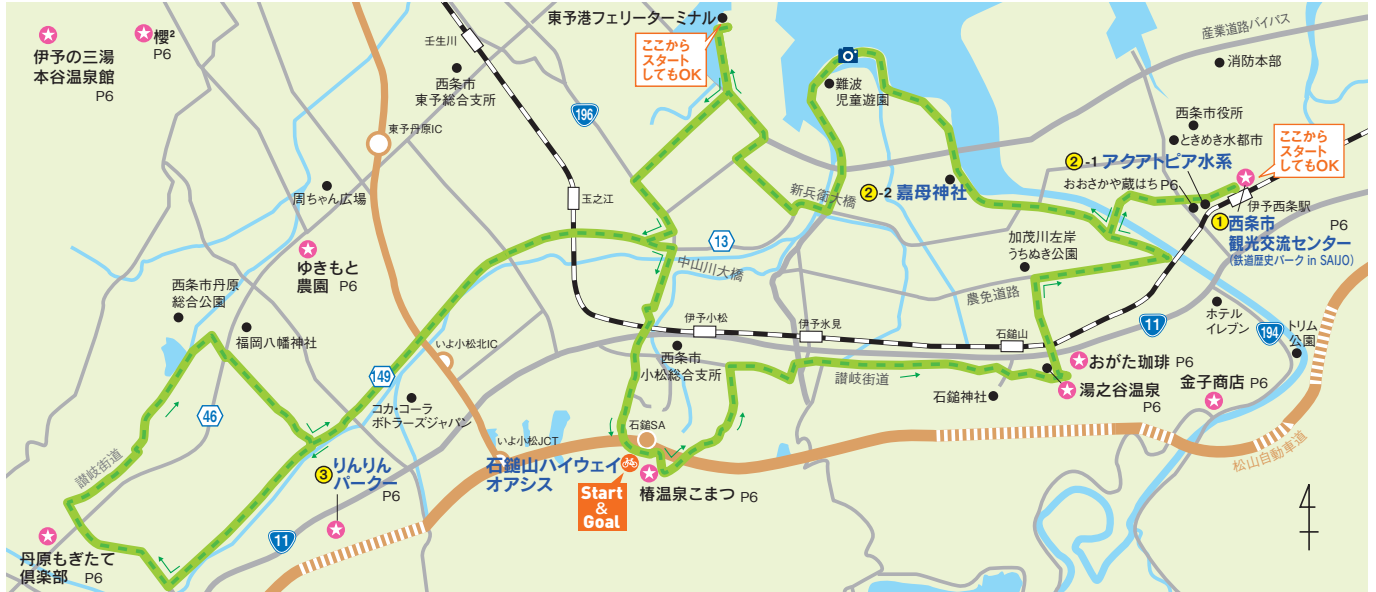 伊予の三湯
本谷温泉館
P6
櫻²
P6
壬生川
西条市
東予総合支所
196
東予港フェリーターミナル
ここから
スタート
してもOK
難波
児童遊園
産業道路バイパス
消防本部
西条市役所
ときめき水都市
ここから
スタート
してもOK
②-1 アクアトピア水系
おおさかや蔵はち P6
伊予西条駅
①西条市
観光交流センター
P6
(鉄道歴史パーク in SAIJO)
②-2 嘉母神社
新兵衛大橋
東予丹原IC
周ちゃん広場
玉之江
13
中山川大橋
加茂川左岸
うちぬき公園
農免道路
ゆきもと
農園 P6
西条市丹原
総合公園
福岡八幡神社
いよ小松北IC
伊予小松
伊予氷見
石鎚山
11
ホテル
イレブン
194
トリム
公園
西条市
小松総合支所
讃岐街道
石鎚神社
おがた珈琲 P6
湯之谷温泉
P6
金子商店 P6
149
46
コカ・コーラ
ボトラーズジャパン
讃岐街道
③りんりん
パークー
P6
いよ小松JCT
石鎚SA
石鎚山ハイウェイ
オアシス
Start
&
Goal
椿温泉こまつ P6
松山自動車道
11
丹原もぎたて
倶楽部 P6